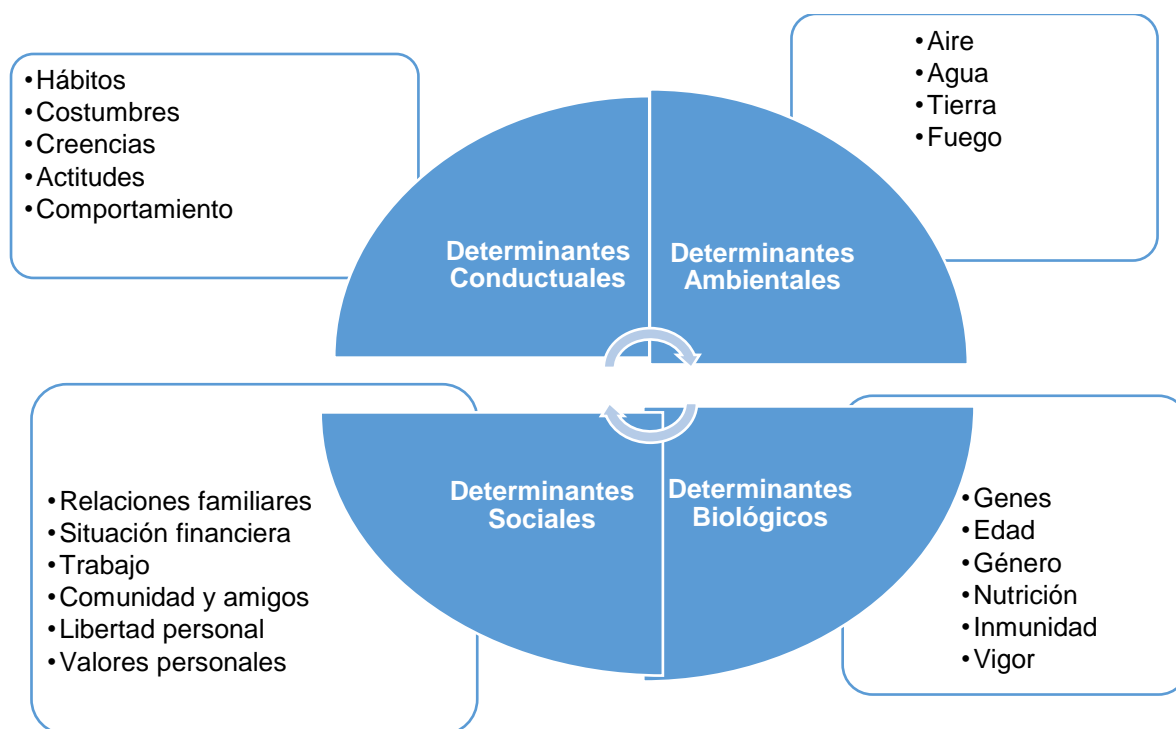 •Hábitos
•Costumbres
•Creencias
•Actitudes
•Comportamiento
•Aire
•Agua
•Tierra
•Fuego
Determinantes
Conductuales
Determinantes
Ambientales
Determinantes
Sociales
Determinantes
Biológicos
•Relaciones familiares
•Situación financiera
•Trabajo
•Comunidad y amigos
•Libertad personal
•Valores personales
•Genes
•Edad
•Género
•Nutrición
•Inmunidad
•Vigor